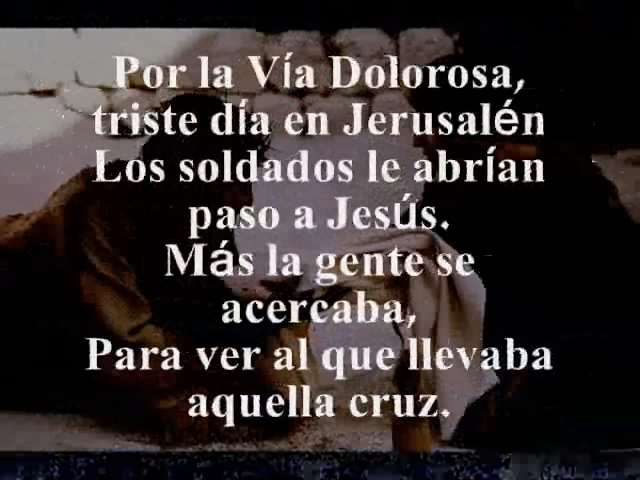 Por la Vía Dolorosa,
triste día en Jerusalén
Los soldados le abrían
paso a Jesús.
Más la gente se
acercaba,
Para ver al que llevaba
aquella cruz.